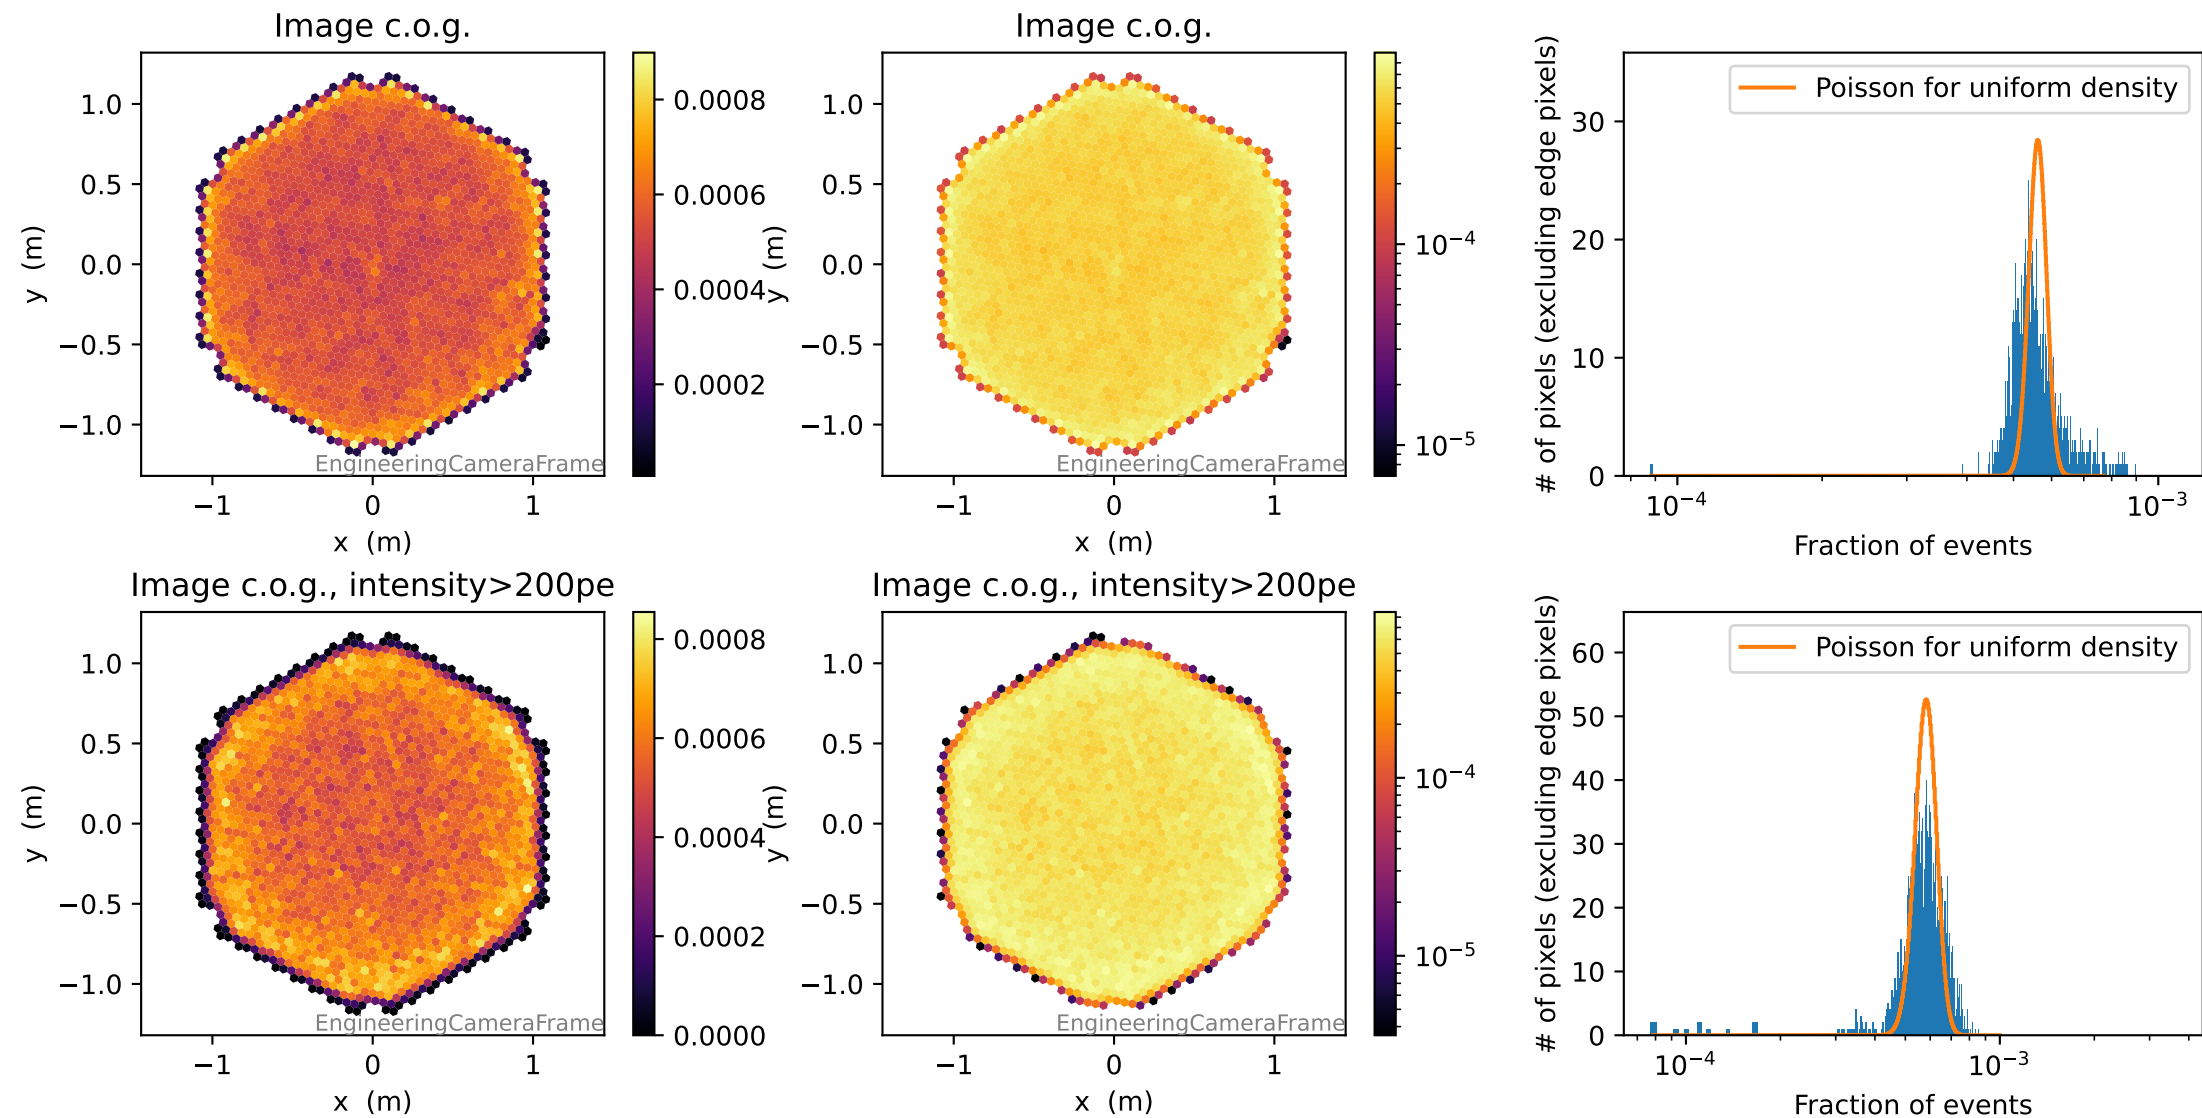 Image c.o.g.
1.0
0.5
0.0
−0.5
−1.0
y (m)
−1
0
1
x (m)
EngineeringCameraFrame
0.0008
0.0006
0.0004
0.0002
Image c.o.g.
1.0
0.5
0.0
−0.5
−1.0
y (m)
−1
0
1
x (m)
EngineeringCameraFrame
10⁻⁴
10⁻⁵
# of pixels (excluding edge pixels)
30
20
10
0
Poisson for uniform density
10⁻⁴
10⁻³
Fraction of events
Image c.o.g., intensity>200pe
1.0
0.5
0.0
−0.5
−1.0
y (m)
−1
0
1
x (m)
EngineeringCameraFrame
0.0008
0.0006
0.0004
0.0002
0.0000
Image c.o.g., intensity>200pe
1.0
0.5
0.0
−0.5
−1.0
y (m)
−1
0
1
x (m)
EngineeringCameraFrame
10⁻⁴
10⁻⁵
# of pixels (excluding edge pixels)
60
50
40
30
20
10
0
Poisson for uniform density
10⁻⁴
10⁻³
Fraction of events